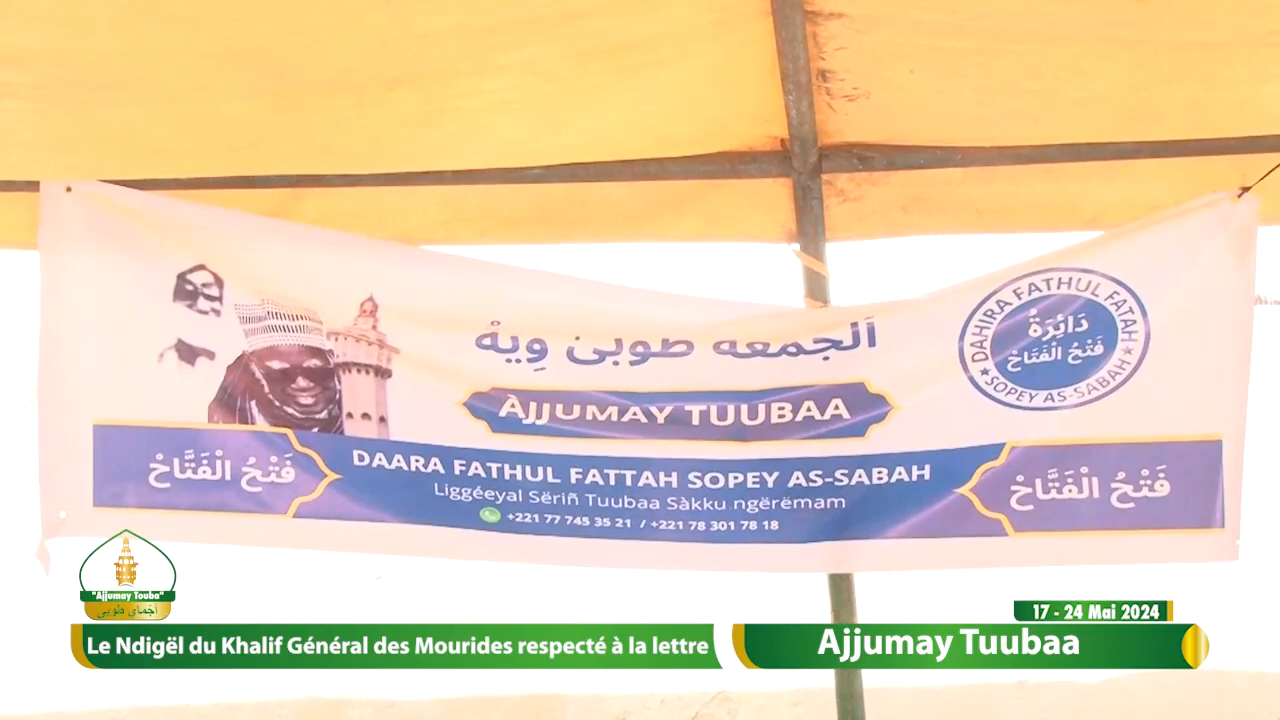 اَلجمعه طوبىٰ وِيهْ
ÀJJUMAY TUUBAA
DAHIRA FATHUL FATAH
دَائِرَةُ
فَتْحُ الْفَتَّاحْ
★SOPEY AS-SABAH★
فَتْحُ الْفَتَّاحْ
DAARA FATHUL FATTAH SOPEY AS-SABAH
Liggéeyal Sëriñ Tuubaa Sàkku ngërëmam
+221 77 745 35 21 / +221 78 301 78 18
فَتْحُ الْفَتَّاحْ
"Ajjumay Touba"
أجماي طوبى
17 - 24 Mai 2024
Le Ndigël du Khalif Général des Mourides respecté à la lettre
Ajjumay Tuubaa